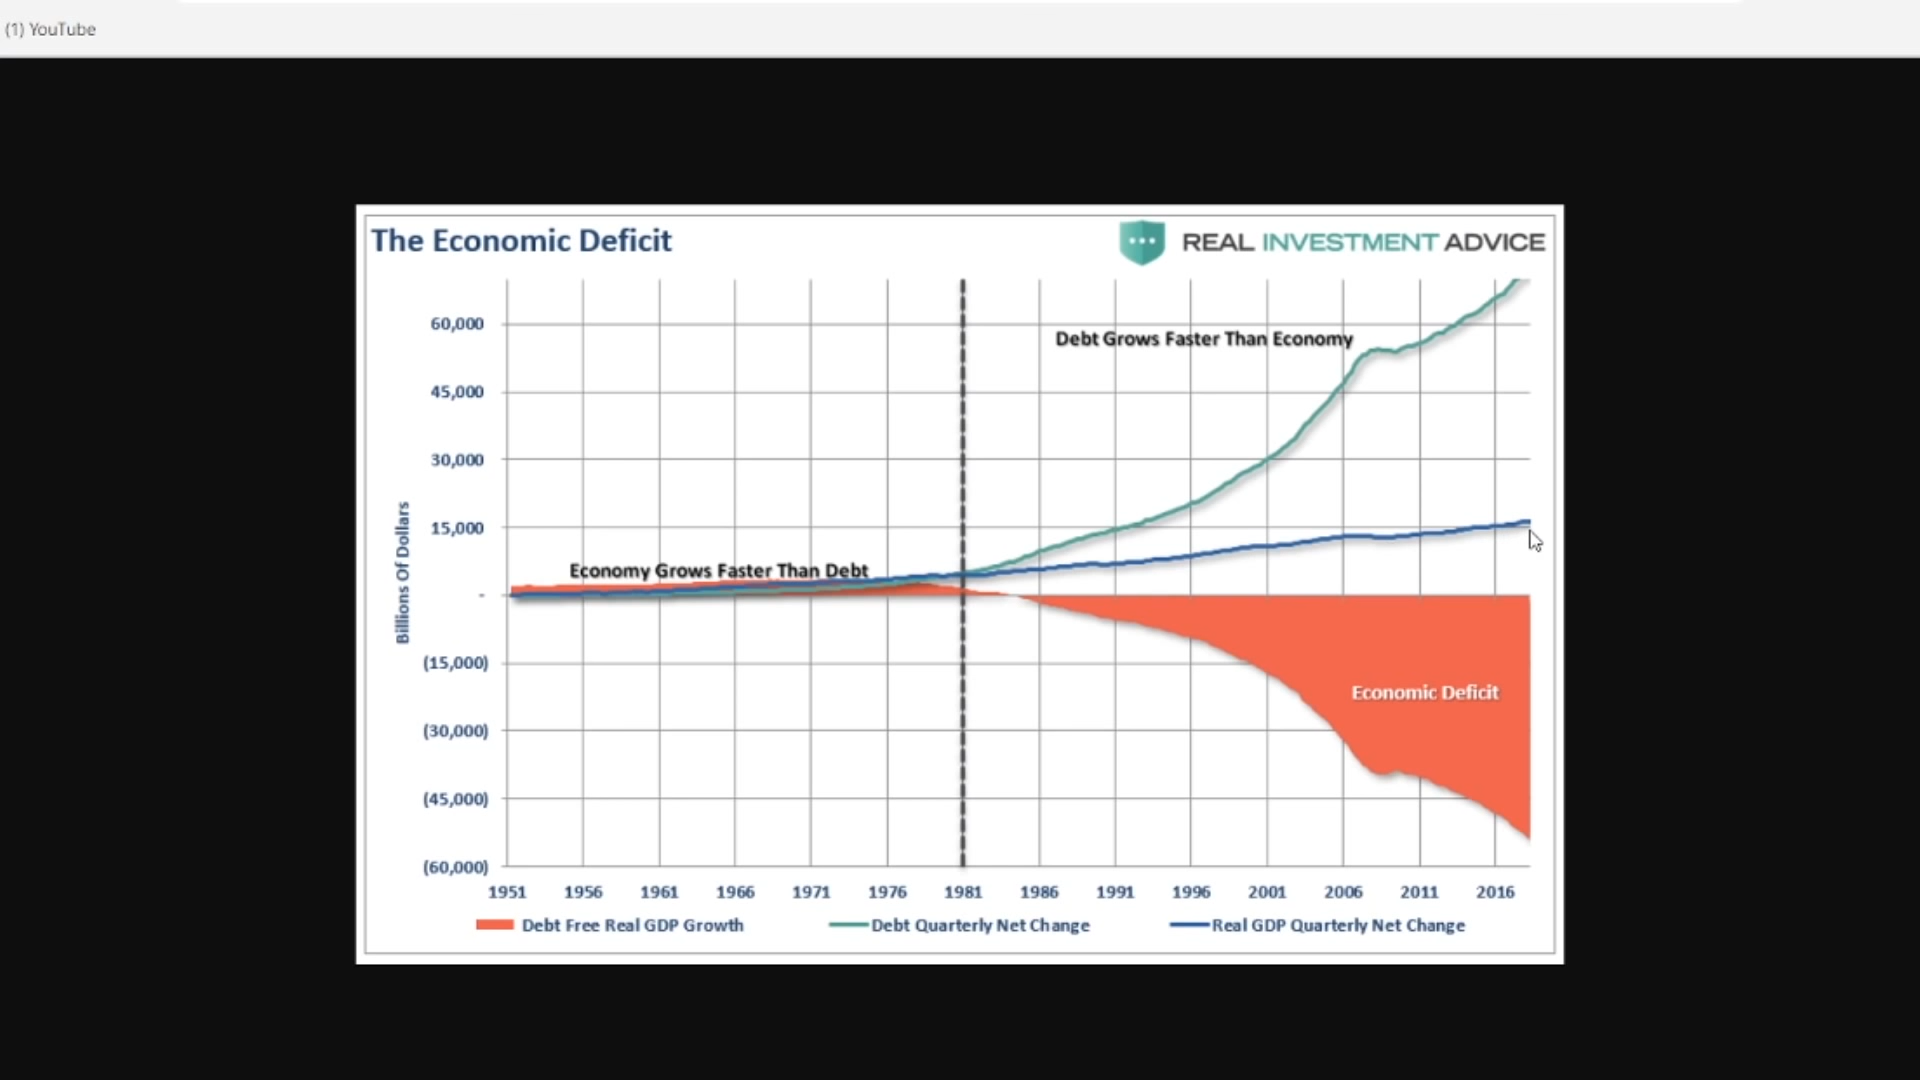 (1) YouTube
The Economic Deficit
REAL INVESTMENT ADVICE
60,000
45,000
30,000
15,000
-
(15,000)
(30,000)
(45,000)
(60,000)
Billions Of Dollars
Debt Grows Faster Than Economy
Economy Grows Faster Than Debt
Economic Deficit
1951 1956 1961 1966 1971 1976 1981 1986 1991 1996 2001 2006 2011 2016
Debt Free Real GDP Growth Debt Quarterly Net Change Real GDP Quarterly Net Change